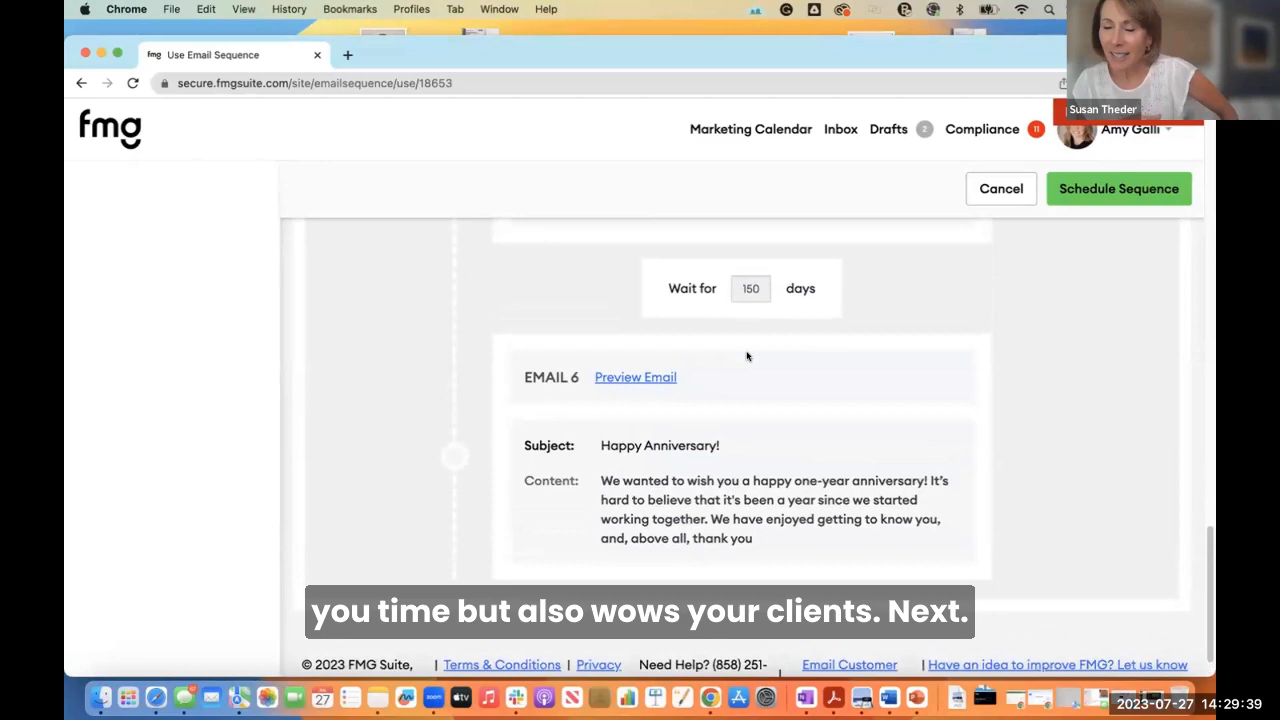 Chrome File Edit View History Bookmarks Profiles Tab Window Help
fmg Use Email Sequence
secure.fmgsuite.com/site/emailsequence/use/18653
Susan Theder
fmg
Marketing Calendar Inbox Drafts 2 Compliance 11 Amy Galli
Cancel Schedule Sequence
Wait for 150 days
EMAIL 6 Preview Email
Subject: Happy Anniversary!
Content: We wanted to wish you a happy one-year anniversary! It's
hard to believe that it's been a year since we started
working together. We have enjoyed getting to know you,
and, above all, thank you
you time but also wows your clients. Next.
© 2023 FMG Suite, | Terms & Conditions | Privacy Need Help? (858) 251- | Email Customer | Have an idea to improve FMG? Let us know
27 zoom tv
2023-07-27 14:29:39